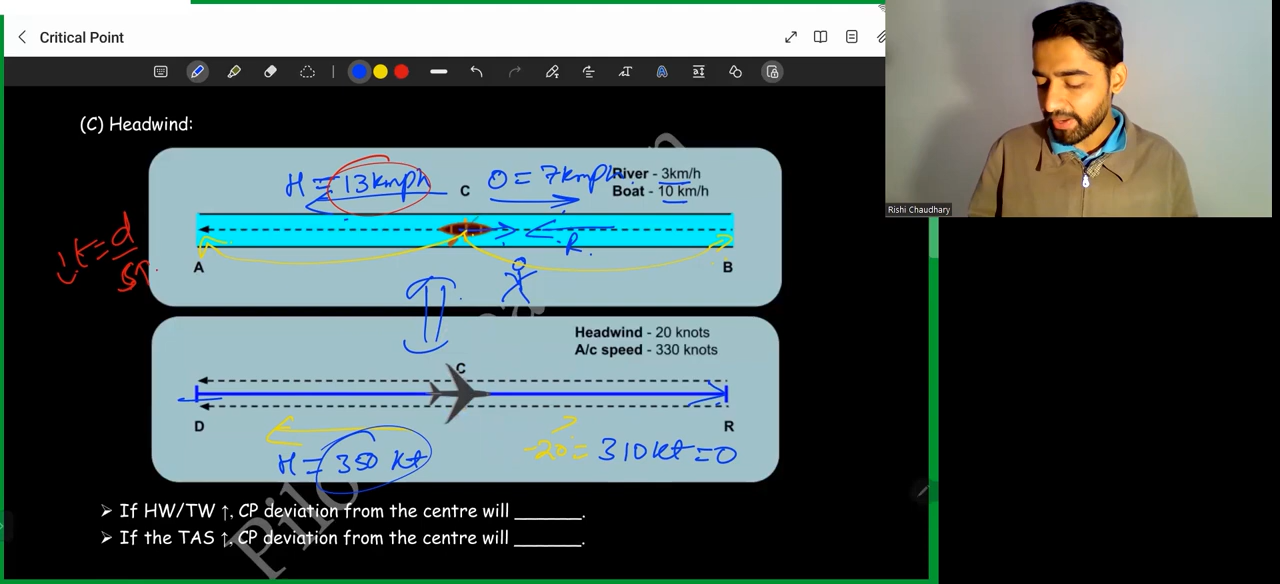 Critical Point
(C) Headwind:
H = 13kmph
C
O = 7kmph
River - 3km/h
Boat - 10 km/h
R
t = d
A
B
Headwind - 20 knots
A/c speed - 330 knots
C
D
R
H = 350 kt
-20 = 310kt = O
➢ If HW/TW ↑, CP deviation from the centre will ______.
➢ If the TAS ↑, CP deviation from the centre will ______.
Rishi Chaudhary